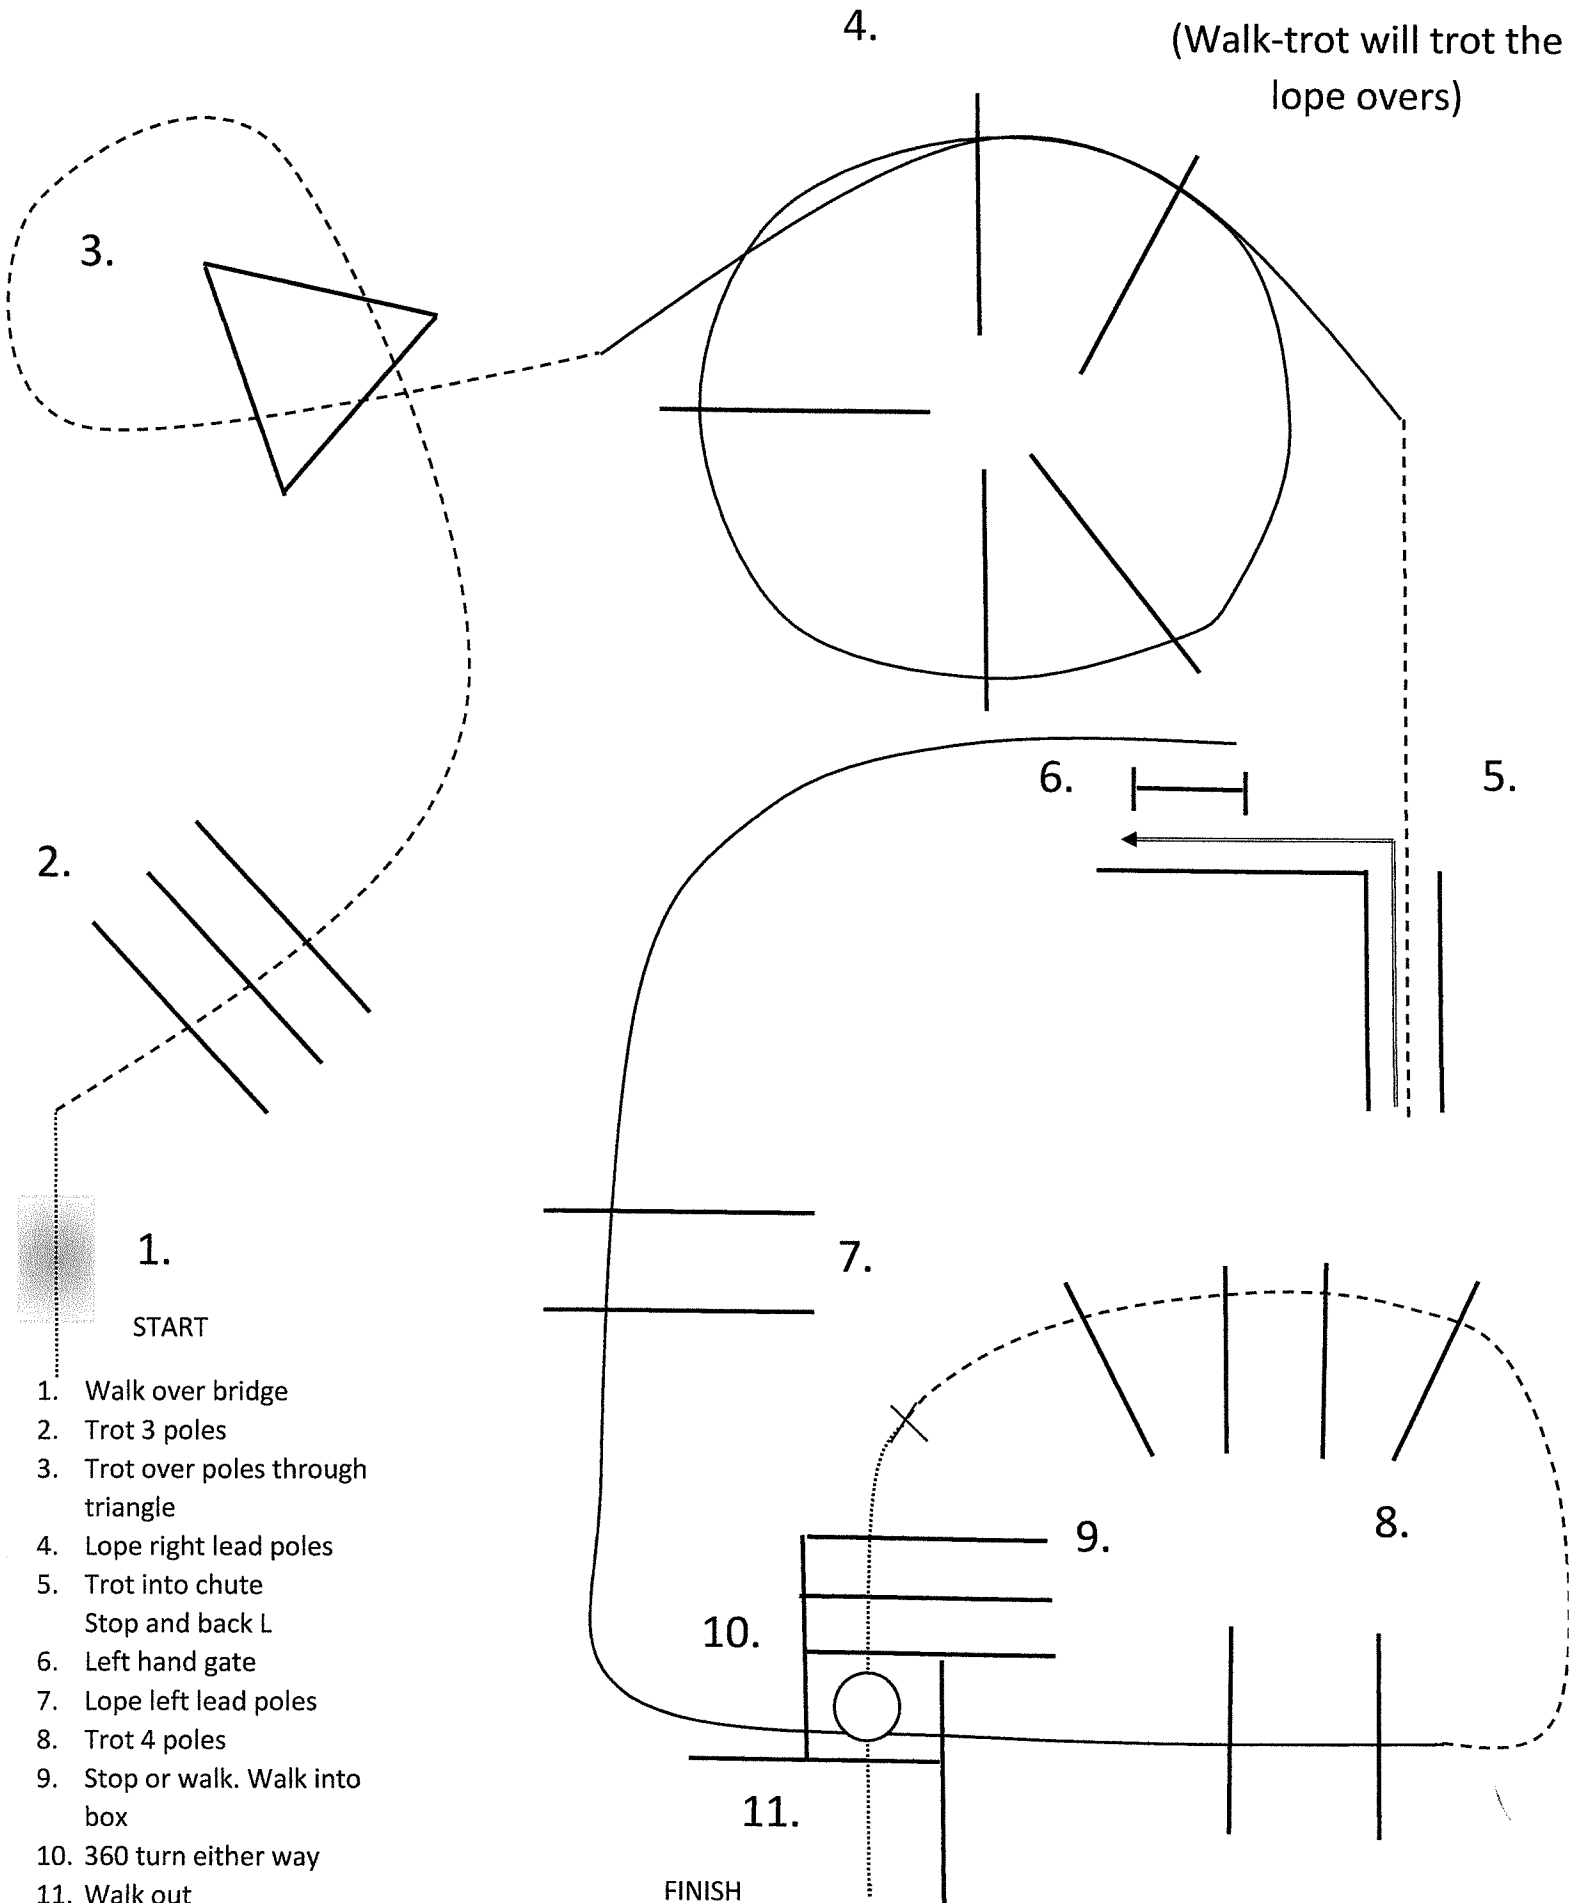 4.
(Walk-trot will trot the
lope overs)
3.
6.
5.
2.
1.
7.
START
1. Walk over bridge
2. Trot 3 poles
3. Trot over poles through
triangle
4. Lope right lead poles
5. Trot into chute
Stop and back L
6. Left hand gate
7. Lope left lead poles
8. Trot 4 poles
9. Stop or walk. Walk into
box
10. 360 turn either way
11. Walk out
9.
8.
10.
11.
FINISH